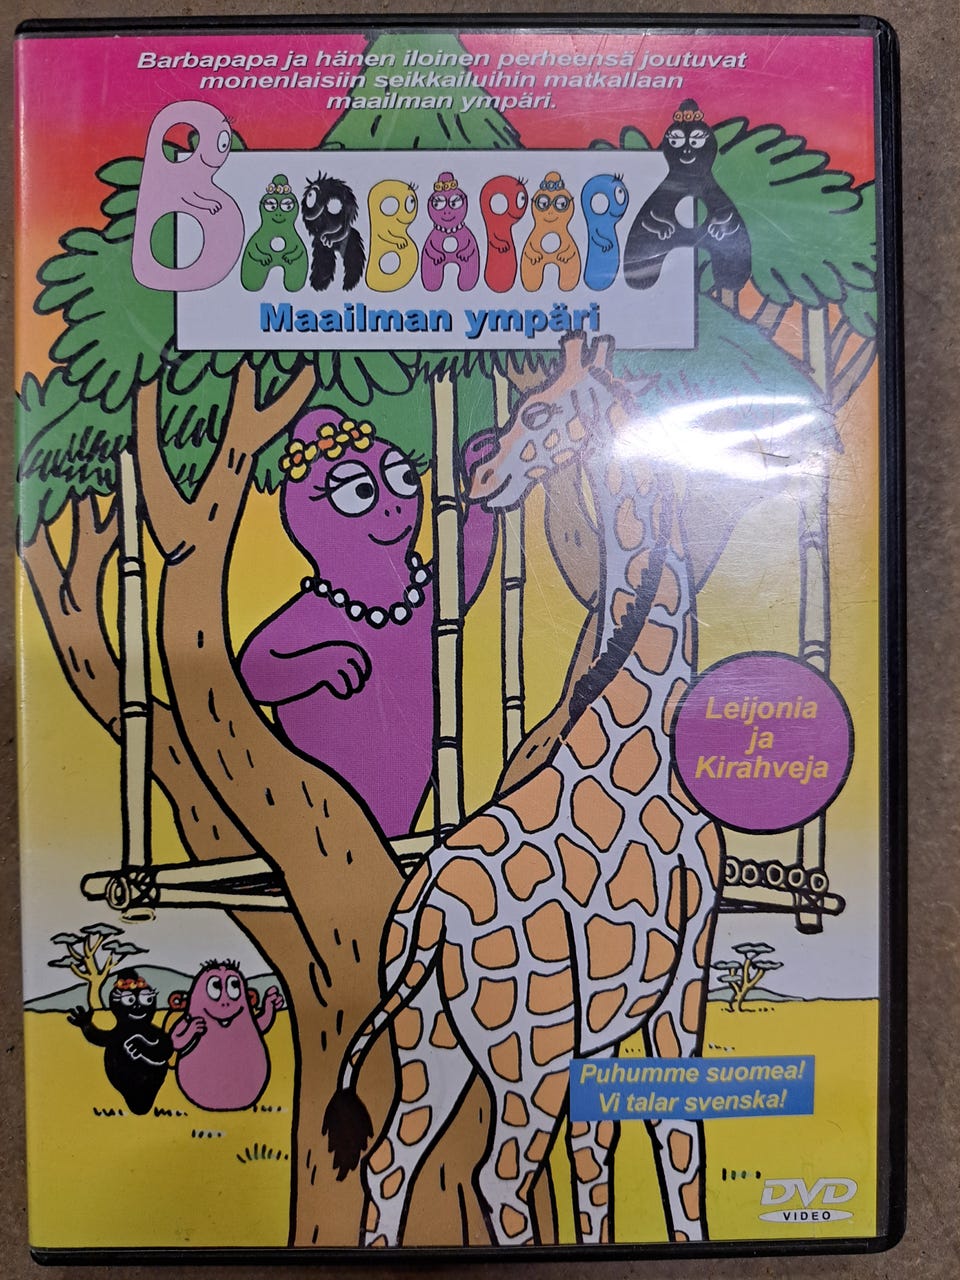 Barbapapa ja hänen iloinen perheensä joutuvat
monenlaisiin seikkailuihin matkallaan
maailman ympäri.
BARBAPAPA
Maailman ympäri
Leijonia
ja
Kirahveja
Puhumme suomea!
Vi talar svenska!
DVD
VIDEO